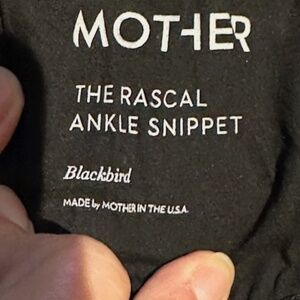 MOTHER
THE RASCAL
ANKLE SNIPPET
Blackbird
MADE by MOTHER IN THE U.S.A.